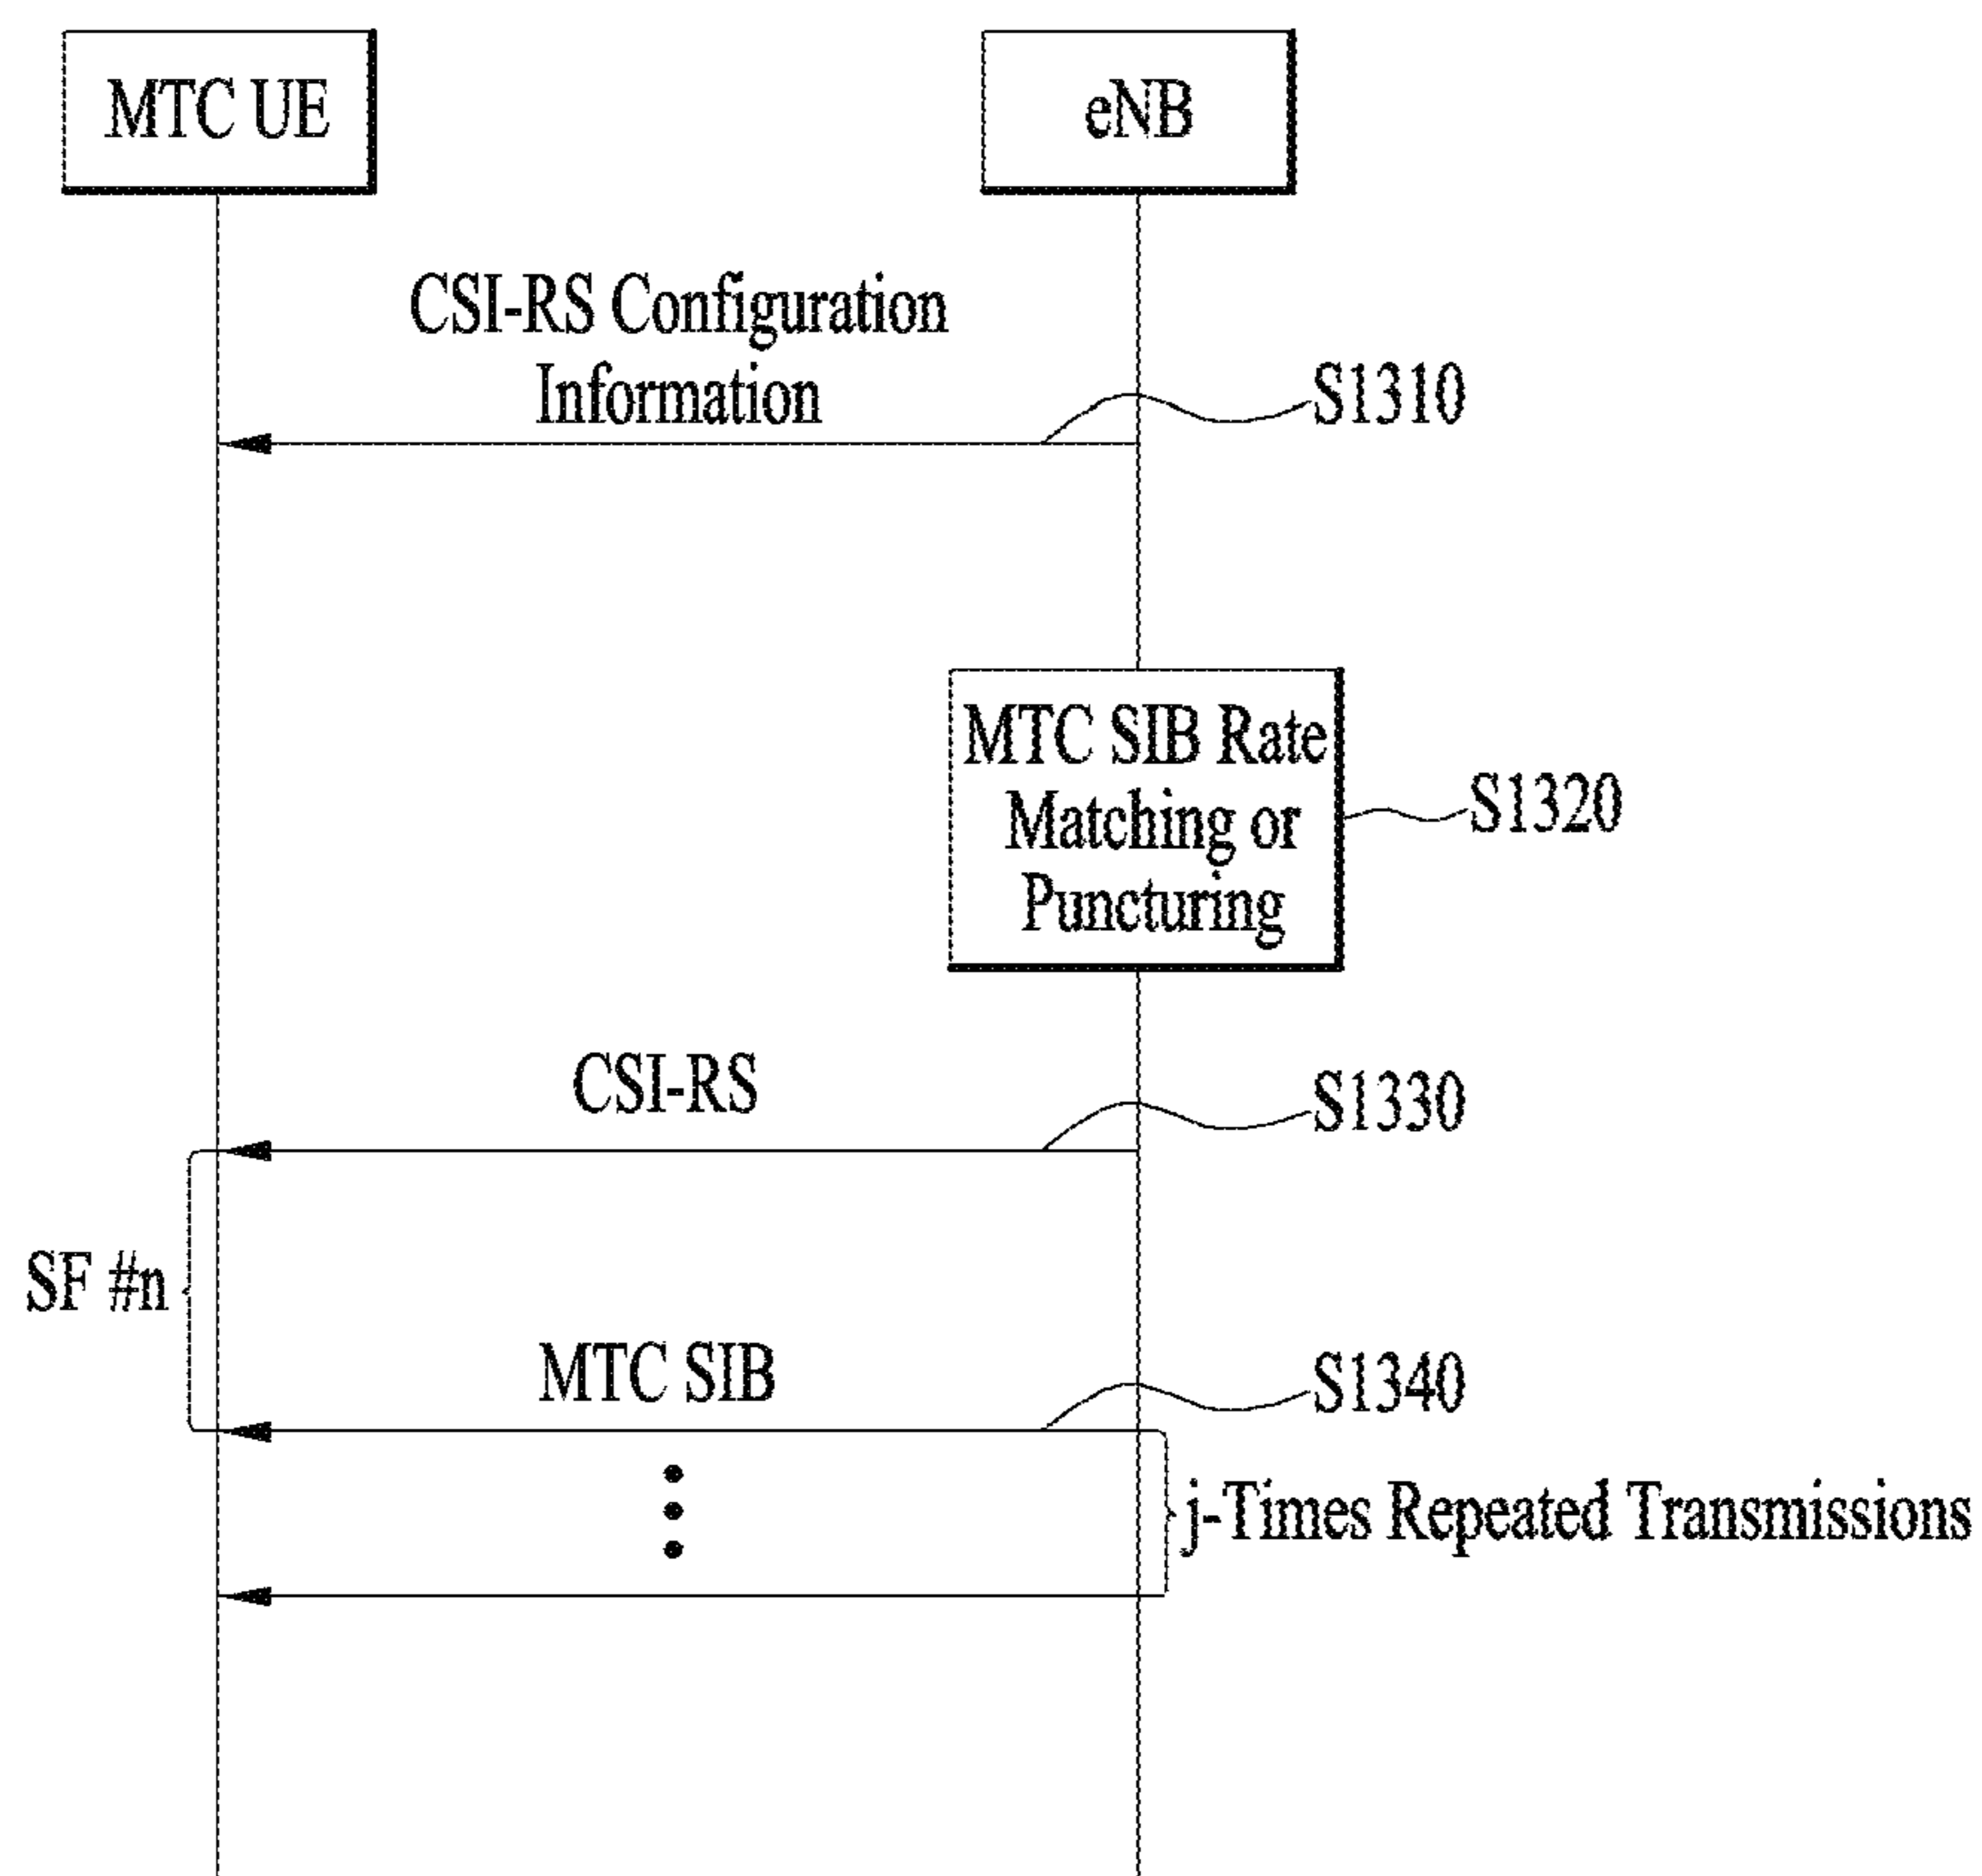 MTC UE
eNB
CSI-RS Configuration
Information
S1310
MTC SIB Rate
Matching or
Puncturing
S1320
CSI-RS
S1330
SF #n
MTC SIB
S1340
j-Times Repeated Transmissions